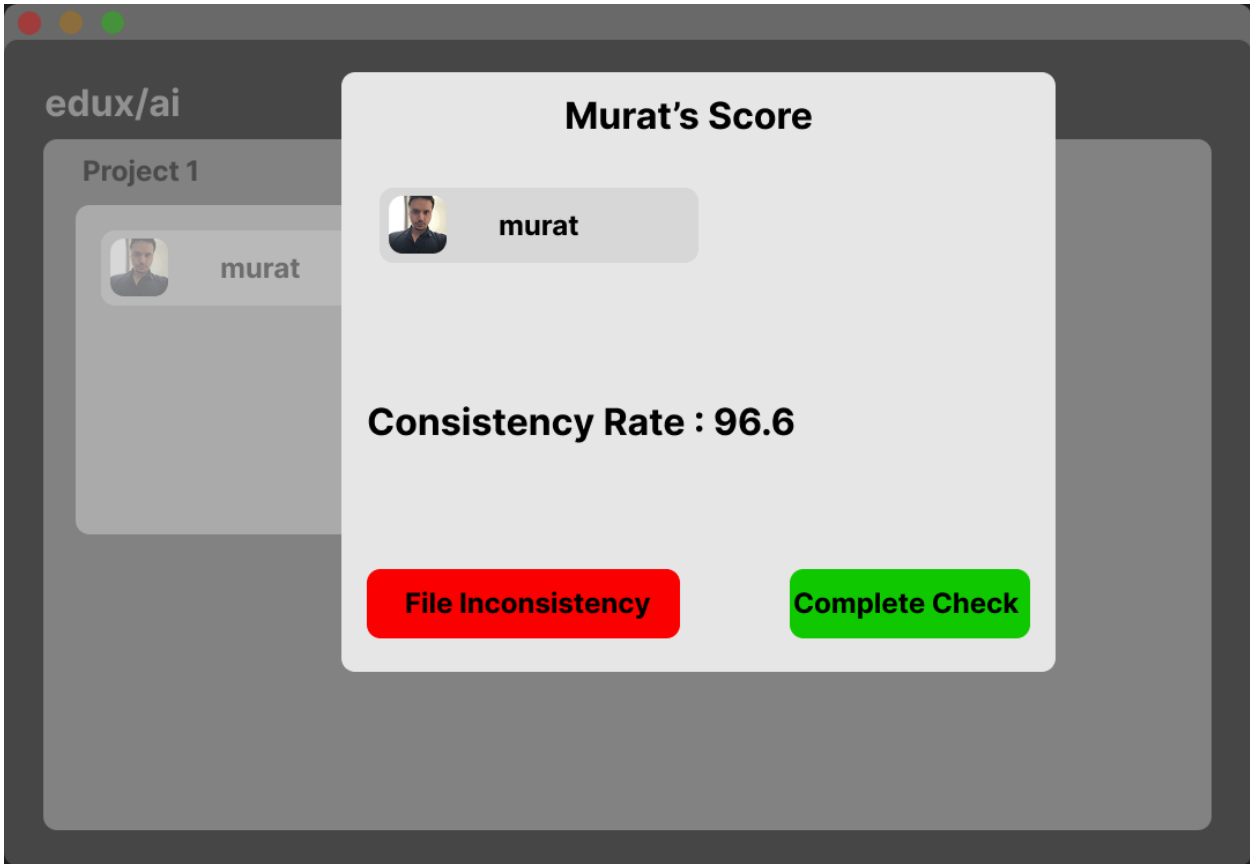 edux/ai
Project 1
murat
Murat’s Score
murat
Consistency Rate : 96.6
File Inconsistency
Complete Check